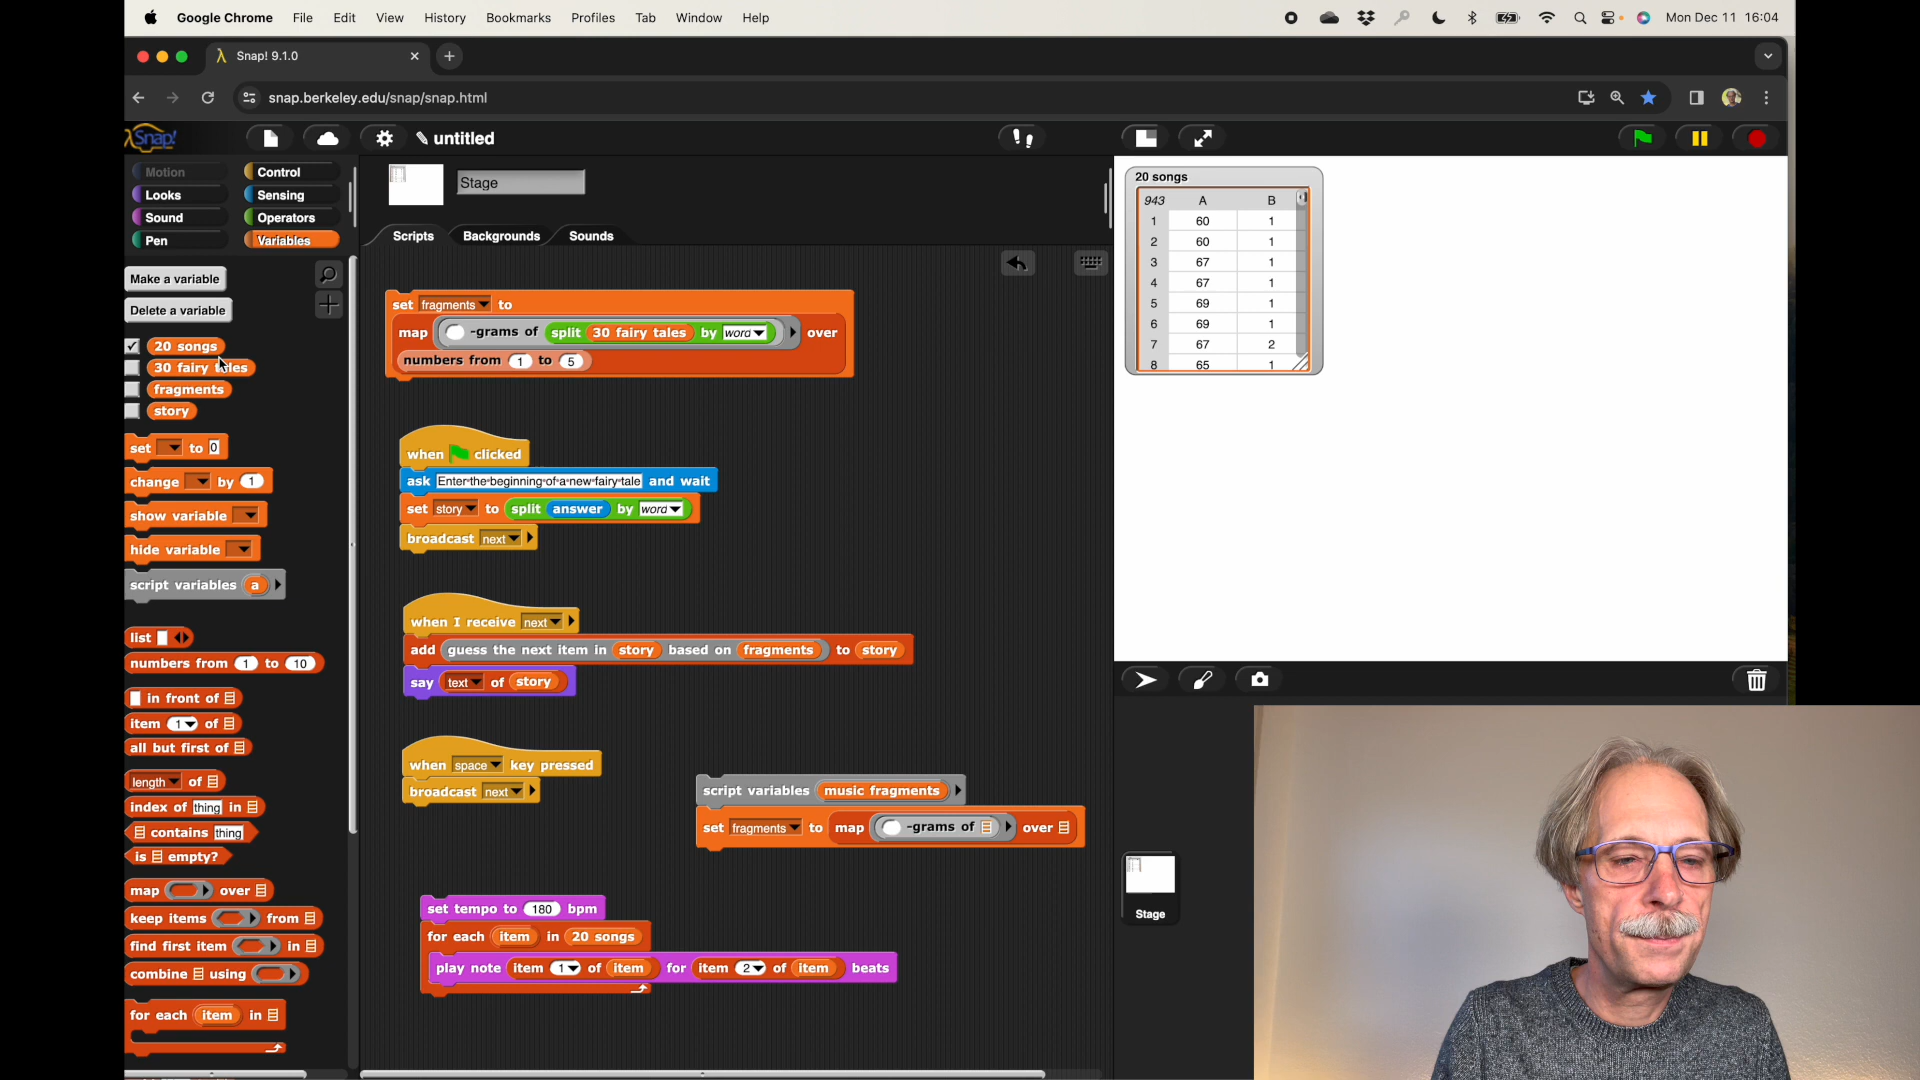 Google Chrome File Edit View History Bookmarks Profiles Tab Window Help Mon Dec 11 16:04
Snap! 9.1.0
snap.berkeley.edu/snap/snap.html
Snap! untitled
Motion Control
Looks Sensing
Sound Operators
Pen Variables
Make a variable
Delete a variable
20 songs
30 fairy tales
fragments
story
set to 0
change by 1
show variable
hide variable
script variables a
list
numbers from 1 to 10
in front of
item 1 of
all but first of
length of
index of thing in
contains thing
is empty?
map over
keep items from
find first item in
combine using
for each item in
Stage
Scripts Backgrounds Sounds
set fragments to
map -grams of split 30 fairy tales by word over
numbers from 1 to 5
when clicked
ask Enter·the·beginning·of·a·new·fairy·tale and wait
set story to split answer by word
broadcast next
when I receive next
add guess the next item in story based on fragments to story
say text of story
when space key pressed
broadcast next
script variables music fragments
set fragments to map -grams of over
set tempo to 180 bpm
for each item in 20 songs
play note item 1 of item for item 2 of item beats
20 songs
943 A B
1 60 1
2 60 1
3 67 1
4 67 1
5 69 1
6 69 1
7 67 2
8 65 1
Stage